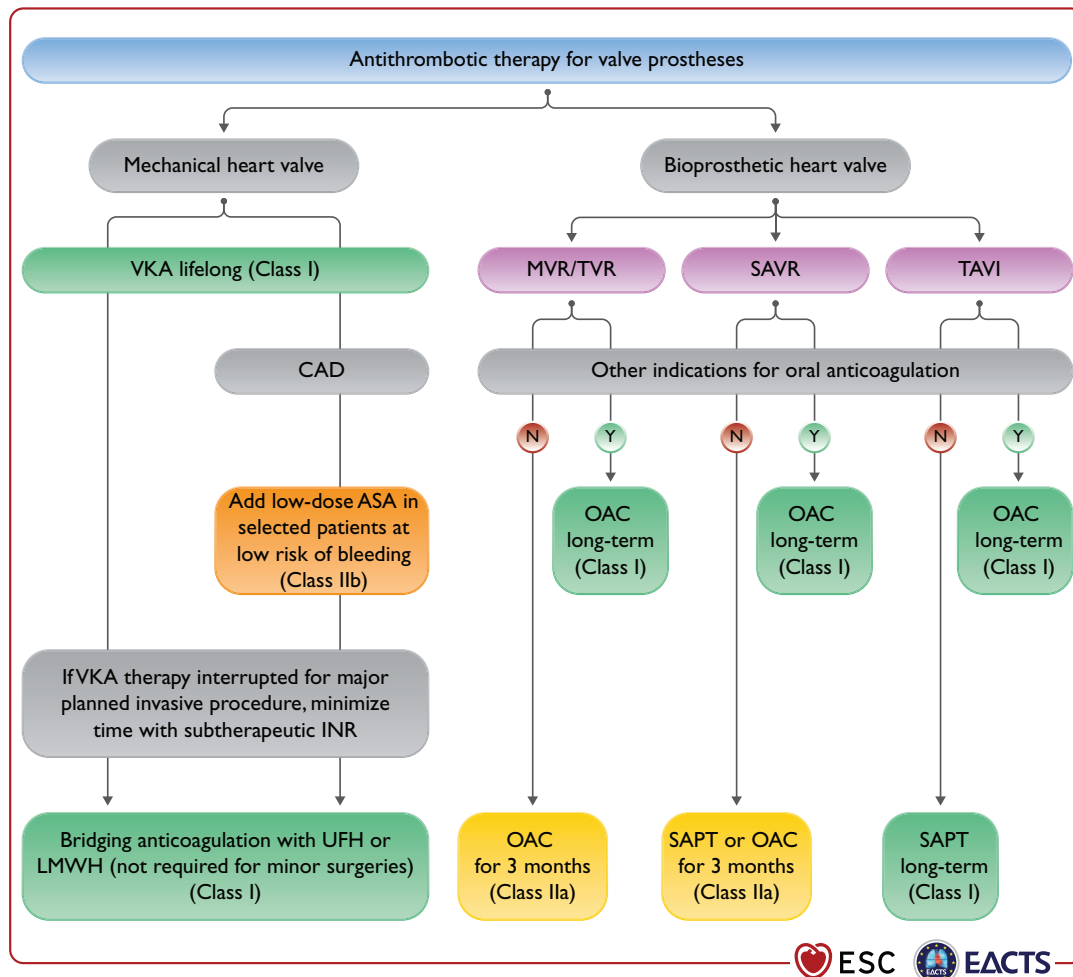 Antithrombotic therapy for valve prostheses
Mechanical heart valve
Bioprosthetic heart valve
VKA lifelong (Class I)
MVR/TVR
SAVR
TAVI
CAD
Other indications for oral anticoagulation
N
Y
N
Y
N
Y
Add low-dose ASA in
selected patients at
low risk of bleeding
(Class IIb)
OAC
long-term
(Class I)
OAC
long-term
(Class I)
OAC
long-term
(Class I)
If VKA therapy interrupted for major
planned invasive procedure, minimize
time with subtherapeutic INR
Bridging anticoagulation with UFH or
LMWH (not required for minor surgeries)
(Class I)
OAC
for 3 months
(Class IIa)
SAPT or OAC
for 3 months
(Class IIa)
SAPT
long-term
(Class I)
ESC
EACTS
EACTS